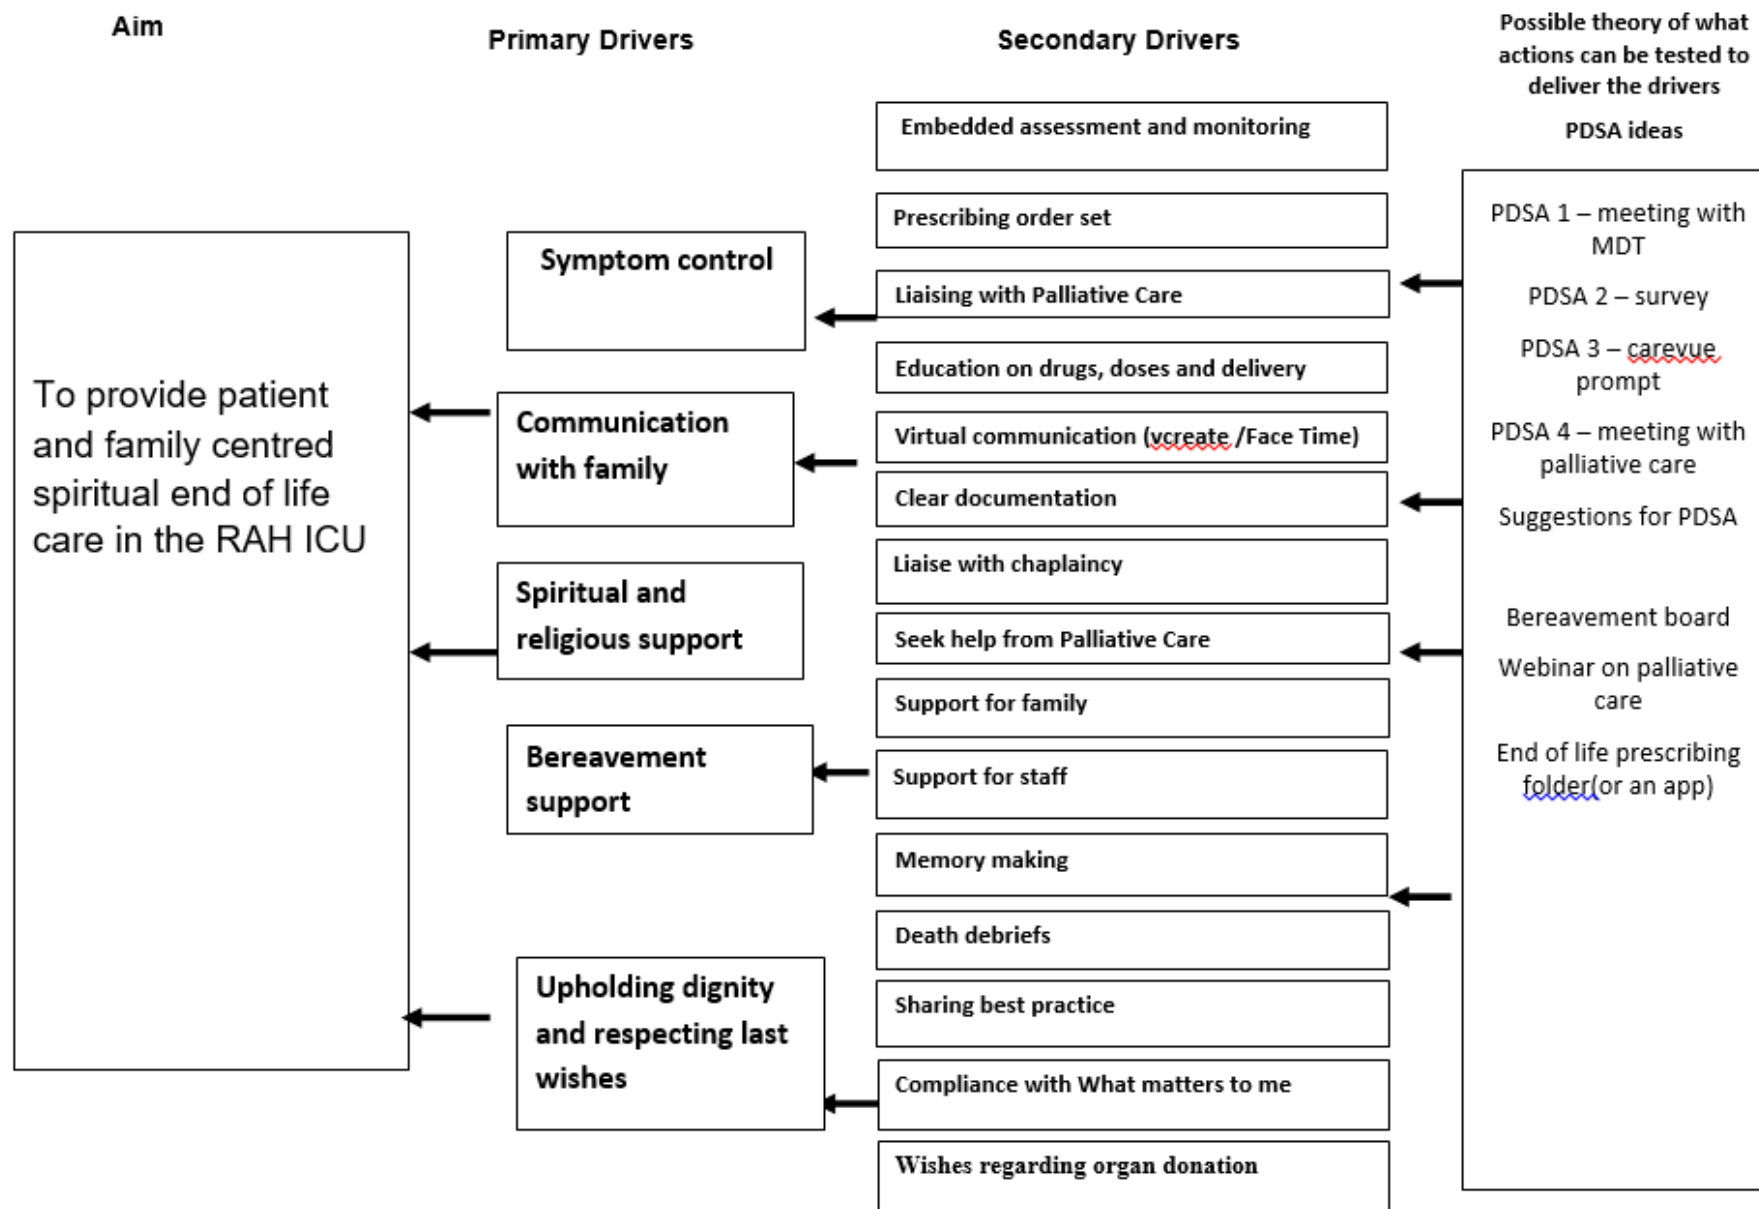 Aim
Primary Drivers
Secondary Drivers
Possible theory of what
actions can be tested to
deliver the drivers
PDSA ideas
To provide patient
and family centred
spiritual end of life
care in the RAH ICU
Symptom control
Communication
with family
Spiritual and
religious support
Bereavement
support
Upholding dignity
and respecting last
wishes
Embedded assessment and monitoring
Prescribing order set
Liaising with Palliative Care
Education on drugs, doses and delivery
Virtual communication (vcreate /Face Time)
Clear documentation
Liaise with chaplaincy
Seek help from Palliative Care
Support for family
Support for staff
Memory making
Death debriefs
Sharing best practice
Compliance with What matters to me
Wishes regarding organ donation
PDSA 1 – meeting with
MDT
PDSA 2 – survey
PDSA 3 – carevue
prompt
PDSA 4 – meeting with
palliative care
Suggestions for PDSA
Bereavement board
Webinar on palliative
care
End of life prescribing
folder(or an app)